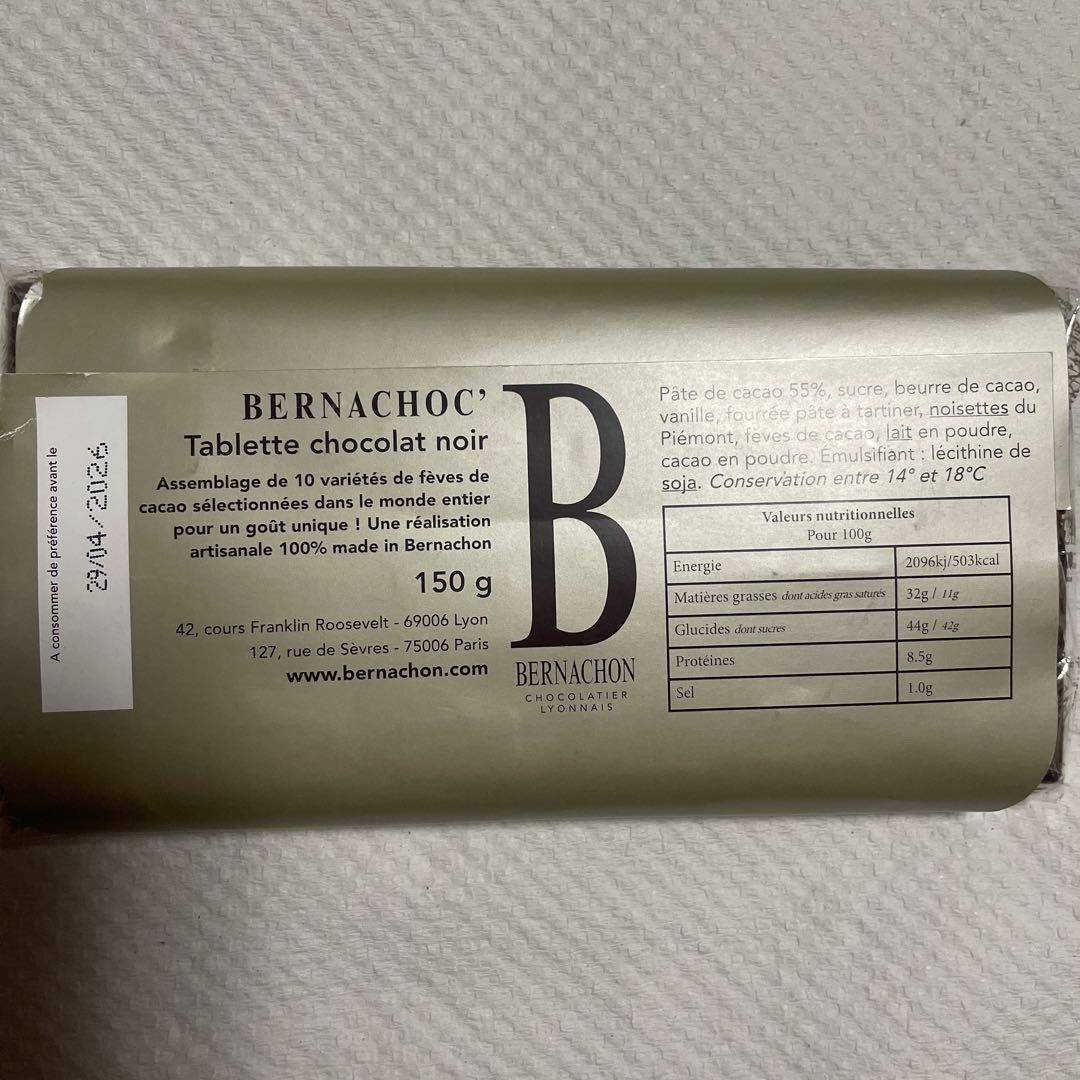 A consommer de préférence avant le
29/04/2026
BERNACHOC’
Tablette chocolat noir
Assemblage de 10 variétés de fèves de
cacao sélectionnées dans le monde entier
pour un goût unique ! Une réalisation
artisanale 100% made in Bernachon
150 g
42, cours Franklin Roosevelt - 69006 Lyon
127, rue de Sèvres - 75006 Paris
www.bernachon.com
B
BERNACHON
CHOCOLATIER
LYONNAIS
Pâte de cacao 55%, sucre, beurre de cacao,
vanille, fourrée pâte à tartiner, noisettes du
Piémont, fèves de cacao, lait en poudre,
cacao en poudre. Emulsifiant : lécithine de
soja. Conservation entre 14° et 18°C
Valeurs nutritionnelles
Pour 100g
Energie 2096kj/503kcal
Matières grasses dont acides gras saturés 32g / 11g
Glucides dont sucres 44g / 42g
Protéines 8.5g
Sel 1.0g